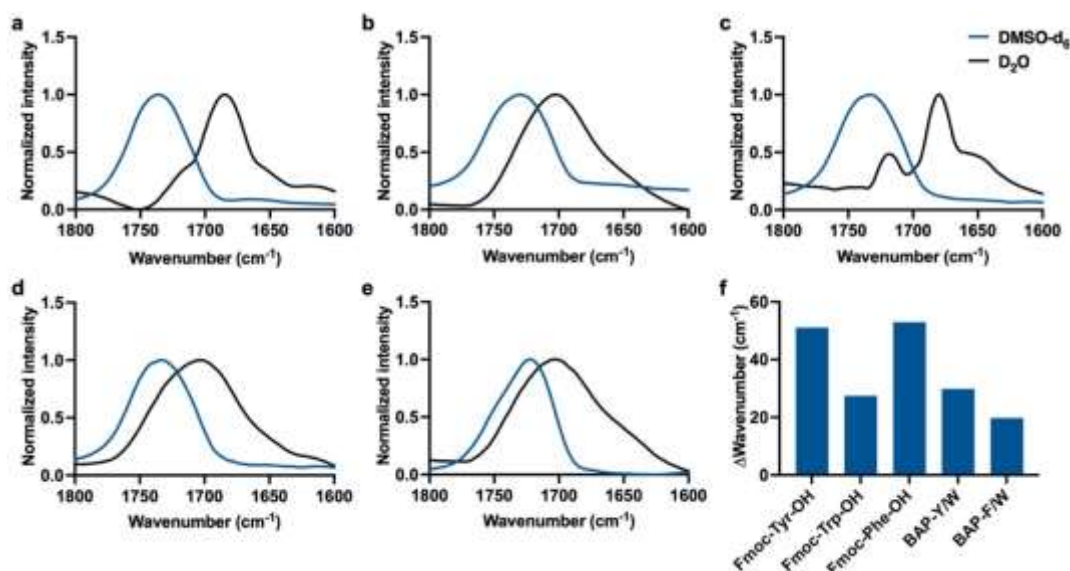 a
Normalized intensity
1.5
1.0
0.5
0.0
1800 1750 1700 1650 1600
Wavenumber (cm⁻¹)
b
Normalized intensity
1.5
1.0
0.5
0.0
1800 1750 1700 1650 1600
Wavenumber (cm⁻¹)
c
Normalized intensity
1.5
1.0
0.5
0.0
1800 1750 1700 1650 1600
Wavenumber (cm⁻¹)
DMSO-d₆
D₂O
d
Normalized intensity
1.5
1.0
0.5
0.0
1800 1750 1700 1650 1600
Wavenumber (cm⁻¹)
e
Normalized intensity
1.5
1.0
0.5
0.0
1800 1750 1700 1650 1600
Wavenumber (cm⁻¹)
f
ΔWavenumber (cm⁻¹)
60
40
20
0
Fmoc-Tyr-OH
Fmoc-Trp-OH
Fmoc-Phe-OH
BAP-Y/W
BAP-F/W